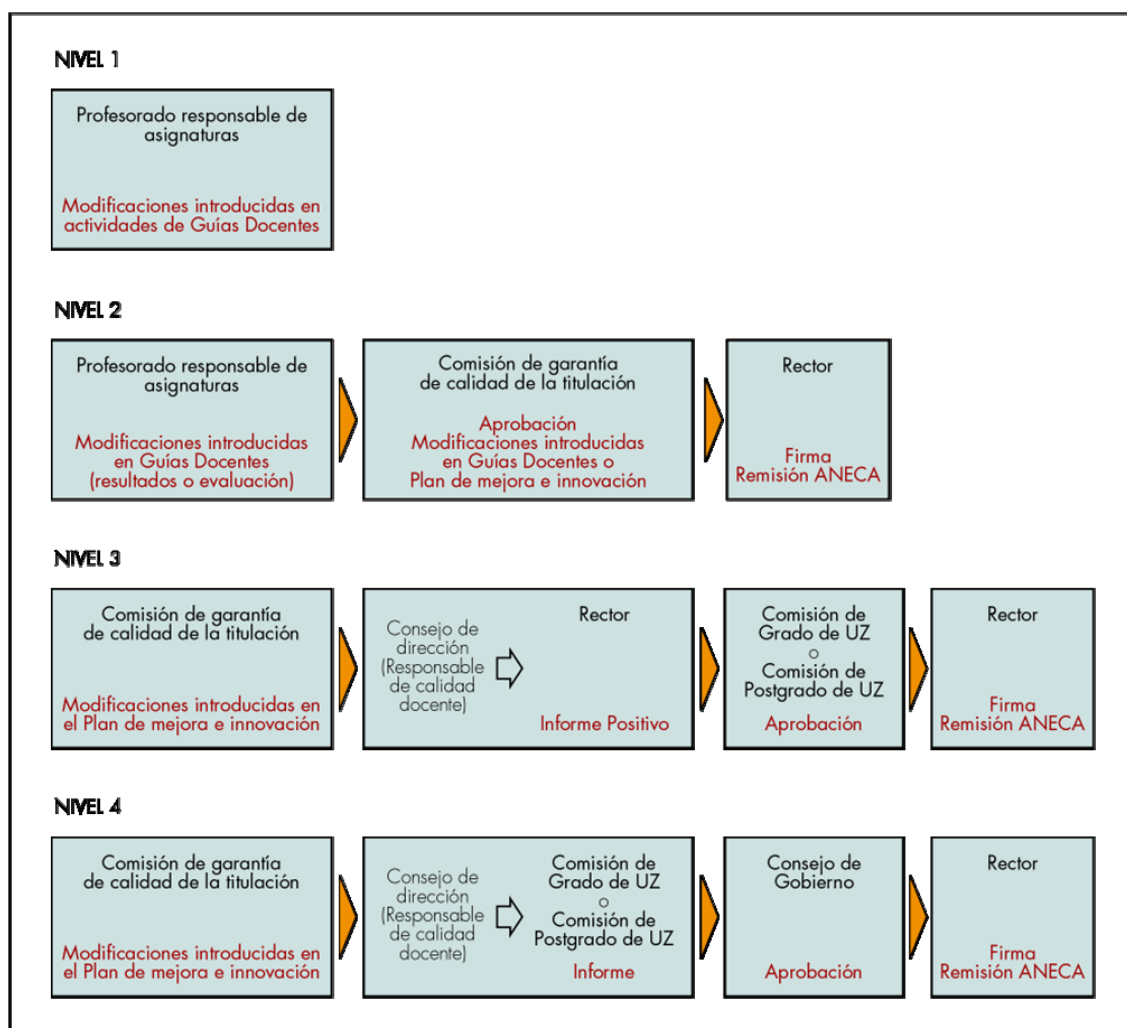 NIVEL 1
Profesorado responsable de
asignaturas
Modificaciones introducidas en
actividades de Guías Docentes
NIVEL 2
Profesorado responsable de
asignaturas
Modificaciones introducidas
en Guías Docentes
(resultados o evaluación)
Comisión de garantía
de calidad de la titulación
Aprobación
Modificaciones introducidas
en Guías Docentes o
Plan de mejora e innovación
Rector
Firma
Remisión ANECA
NIVEL 3
Comisión de garantía
de calidad de la titulación
Modificaciones introducidas en
el Plan de mejora e innovación
Consejo de
dirección
(Responsable
de calidad
docente)
Rector
Informe Positivo
Comisión de
Grado de UZ
o
Comisión de
Postgrado de UZ
Aprobación
Rector
Firma
Remisión ANECA
NIVEL 4
Comisión de garantía
de calidad de la titulación
Modificaciones introducidas en
el Plan de mejora e innovación
Consejo de
dirección
(Responsable
de calidad
docente)
Comisión de
Grado de UZ
o
Comisión de
Postgrado de UZ
Informe
Consejo de
Gobierno
Aprobación
Rector
Firma
Remisión ANECA